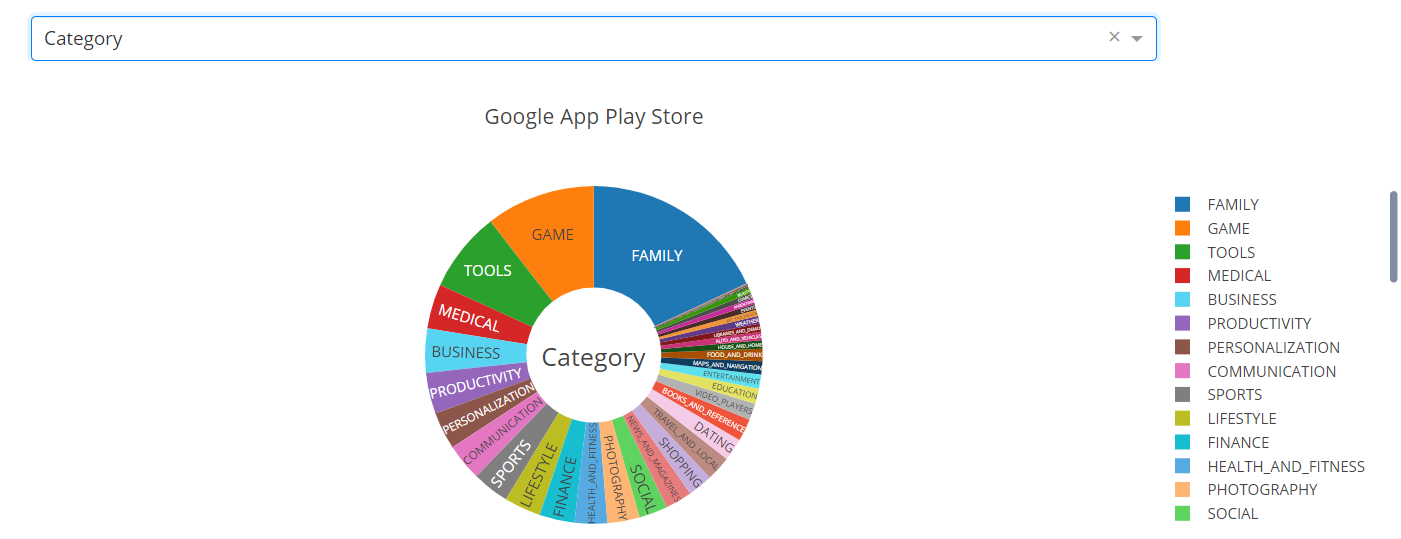 Category
Google App Play Store
GAME
FAMILY
TOOLS
MEDICAL
BUSINESS
PRODUCTIVITY
PERSONALIZATION
COMMUNICATION
SPORTS
LIFESTYLE
FINANCE
HEALTH_AND_FITNESS
PHOTOGRAPHY
SOCIAL
NEWS_AND_MAGAZINES
SHOPPING
TRAVEL_AND_LOCAL
DATING
BOOKS_AND_REFERENCE
VIDEO_PLAYERS
EDUCATION
ENTERTAINMENT
MAPS_AND_NAVIGATION
FOOD_AND_DRINK
HOUSE_AND_HOME
AUTO_AND_VEHICLES
LIBRARIES_AND_DEMO
WEATHER
Category
FAMILY
GAME
TOOLS
MEDICAL
BUSINESS
PRODUCTIVITY
PERSONALIZATION
COMMUNICATION
SPORTS
LIFESTYLE
FINANCE
HEALTH_AND_FITNESS
PHOTOGRAPHY
SOCIAL